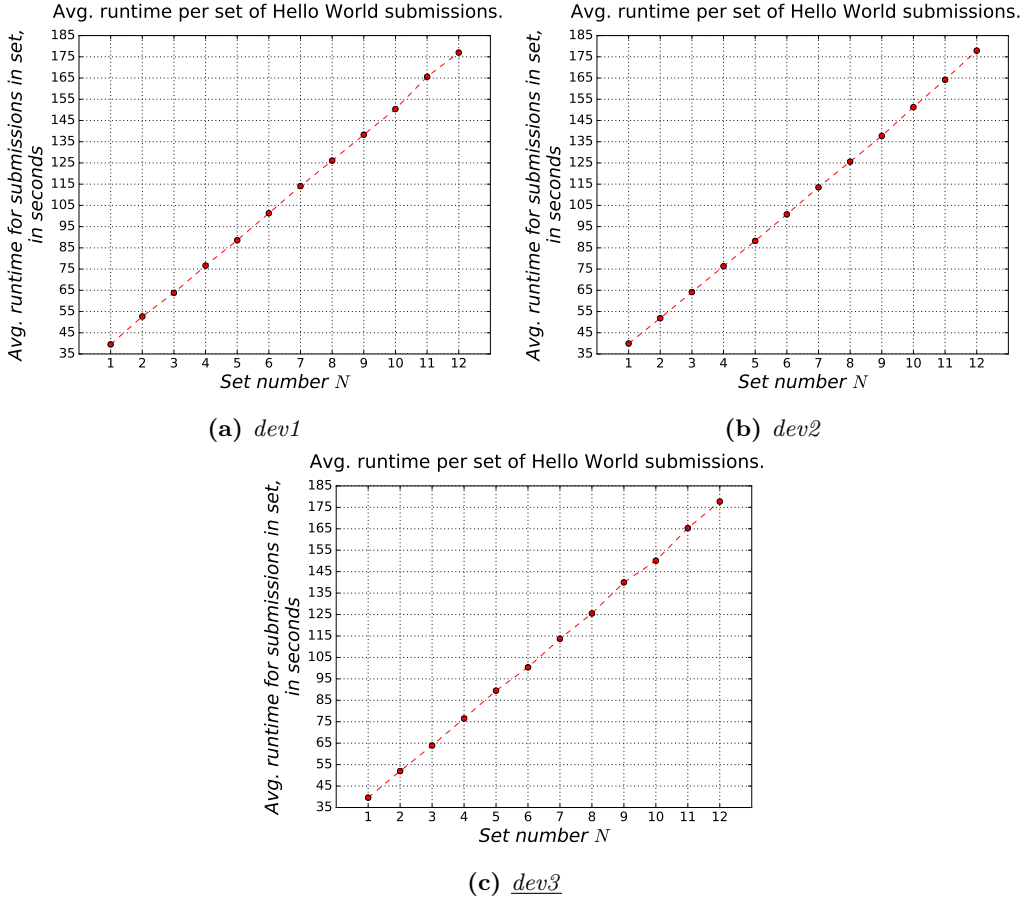 Avg. runtime per set of Hello World submissions.
Avg. runtime for submissions in set,
in seconds
185
175
165
155
145
135
125
115
105
95
85
75
65
55
45
35
1 2 3 4 5 6 7 8 9 10 11 12
Set number N
(a) dev1
Avg. runtime per set of Hello World submissions.
Avg. runtime for submissions in set,
in seconds
185
175
165
155
145
135
125
115
105
95
85
75
65
55
45
35
1 2 3 4 5 6 7 8 9 10 11 12
Set number N
(b) dev2
Avg. runtime per set of Hello World submissions.
Avg. runtime for submissions in set,
in seconds
185
175
165
155
145
135
125
115
105
95
85
75
65
55
45
35
1 2 3 4 5 6 7 8 9 10 11 12
Set number N
(c) dev3